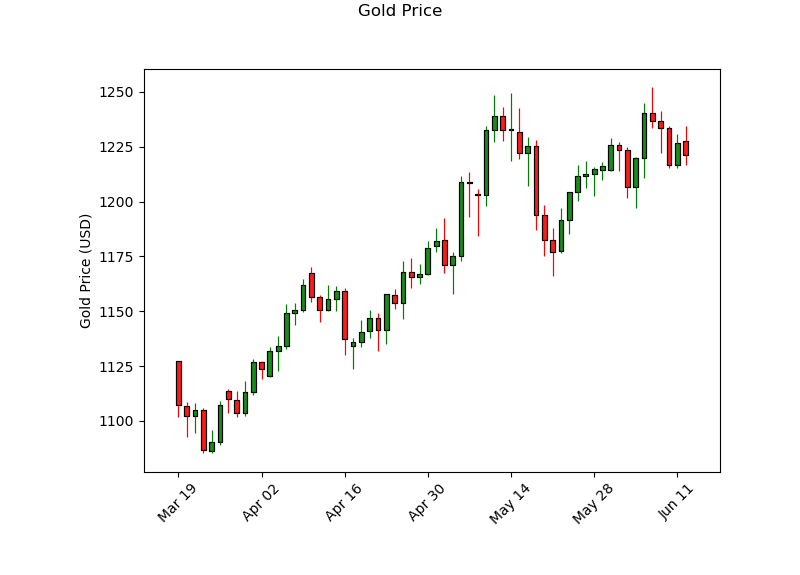 Gold Price
1250
1225
1200
1175
1150
1125
1100
Gold Price (USD)
Mar 19
Apr 02
Apr 16
Apr 30
May 14
May 28
Jun 11